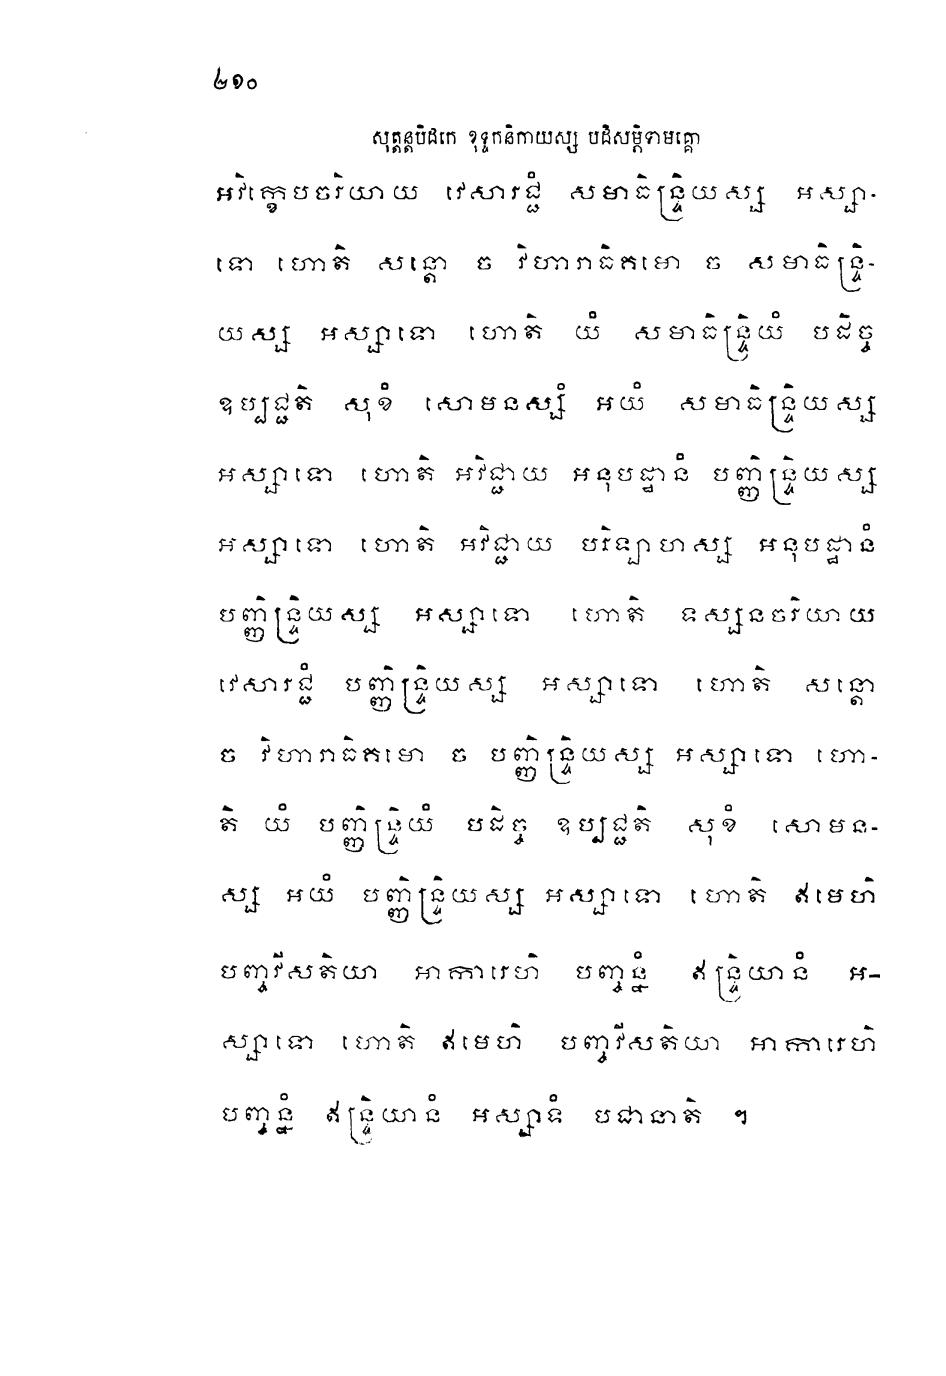 ២១០
សុត្តន្តបិដកេ ខុទ្ទកនិកាយស្ស បដិសម្ភិទាមគ្គោ
អវិក្ខេបចរិយាយ វេសារជ្ជំ សមាធិន្ទ្រិយស្ស អស្សា-
ទោ ហោតិ សន្តោ ច វិហារាធិគមោ ច សមាធិន្ទ្រិ-
យស្ស អស្សាទោ ហោតិ យំ សមាធិន្ទ្រិយំ បដិច្ច
ឧប្បជ្ជតិ សុខំ សោមនស្សំ អយំ សមាធិន្ទ្រិយស្ស
អស្សាទោ ហោតិ អវិជ្ជាយ អនុបដ្ឋានំ បញ្ញិន្ទ្រិយស្ស
អស្សាទោ ហោតិ អវិជ្ជាយ បរិឡាហស្ស អនុបដ្ឋានំ
បញ្ញិន្ទ្រិយស្ស អស្សាទោ ហោតិ ទស្សនចរិយាយ
វេសារជ្ជំ បញ្ញិន្ទ្រិយស្ស អស្សាទោ ហោតិ សន្តោ
ច វិហារាធិគមោ ច បញ្ញិន្ទ្រិយស្ស អស្សាទោ ហោ-
តិ យំ បញ្ញិន្ទ្រិយំ បដិច្ច ឧប្បជ្ជតិ សុខំ សោមន-
ស្ស អយំ បញ្ញិន្ទ្រិយស្ស អស្សាទោ ហោតិ ឥមេហិ
បញ្ចវីសតិយា អាការេហិ បញ្ចន្នំ ឥន្ទ្រិយានំ អ-
ស្សាទោ ហោតិ ឥមេហិ បញ្ចវីសតិយា អាការេហិ
បញ្ចន្នំ ឥន្ទ្រិយានំ អស្សាទំ បជានាតិ ។